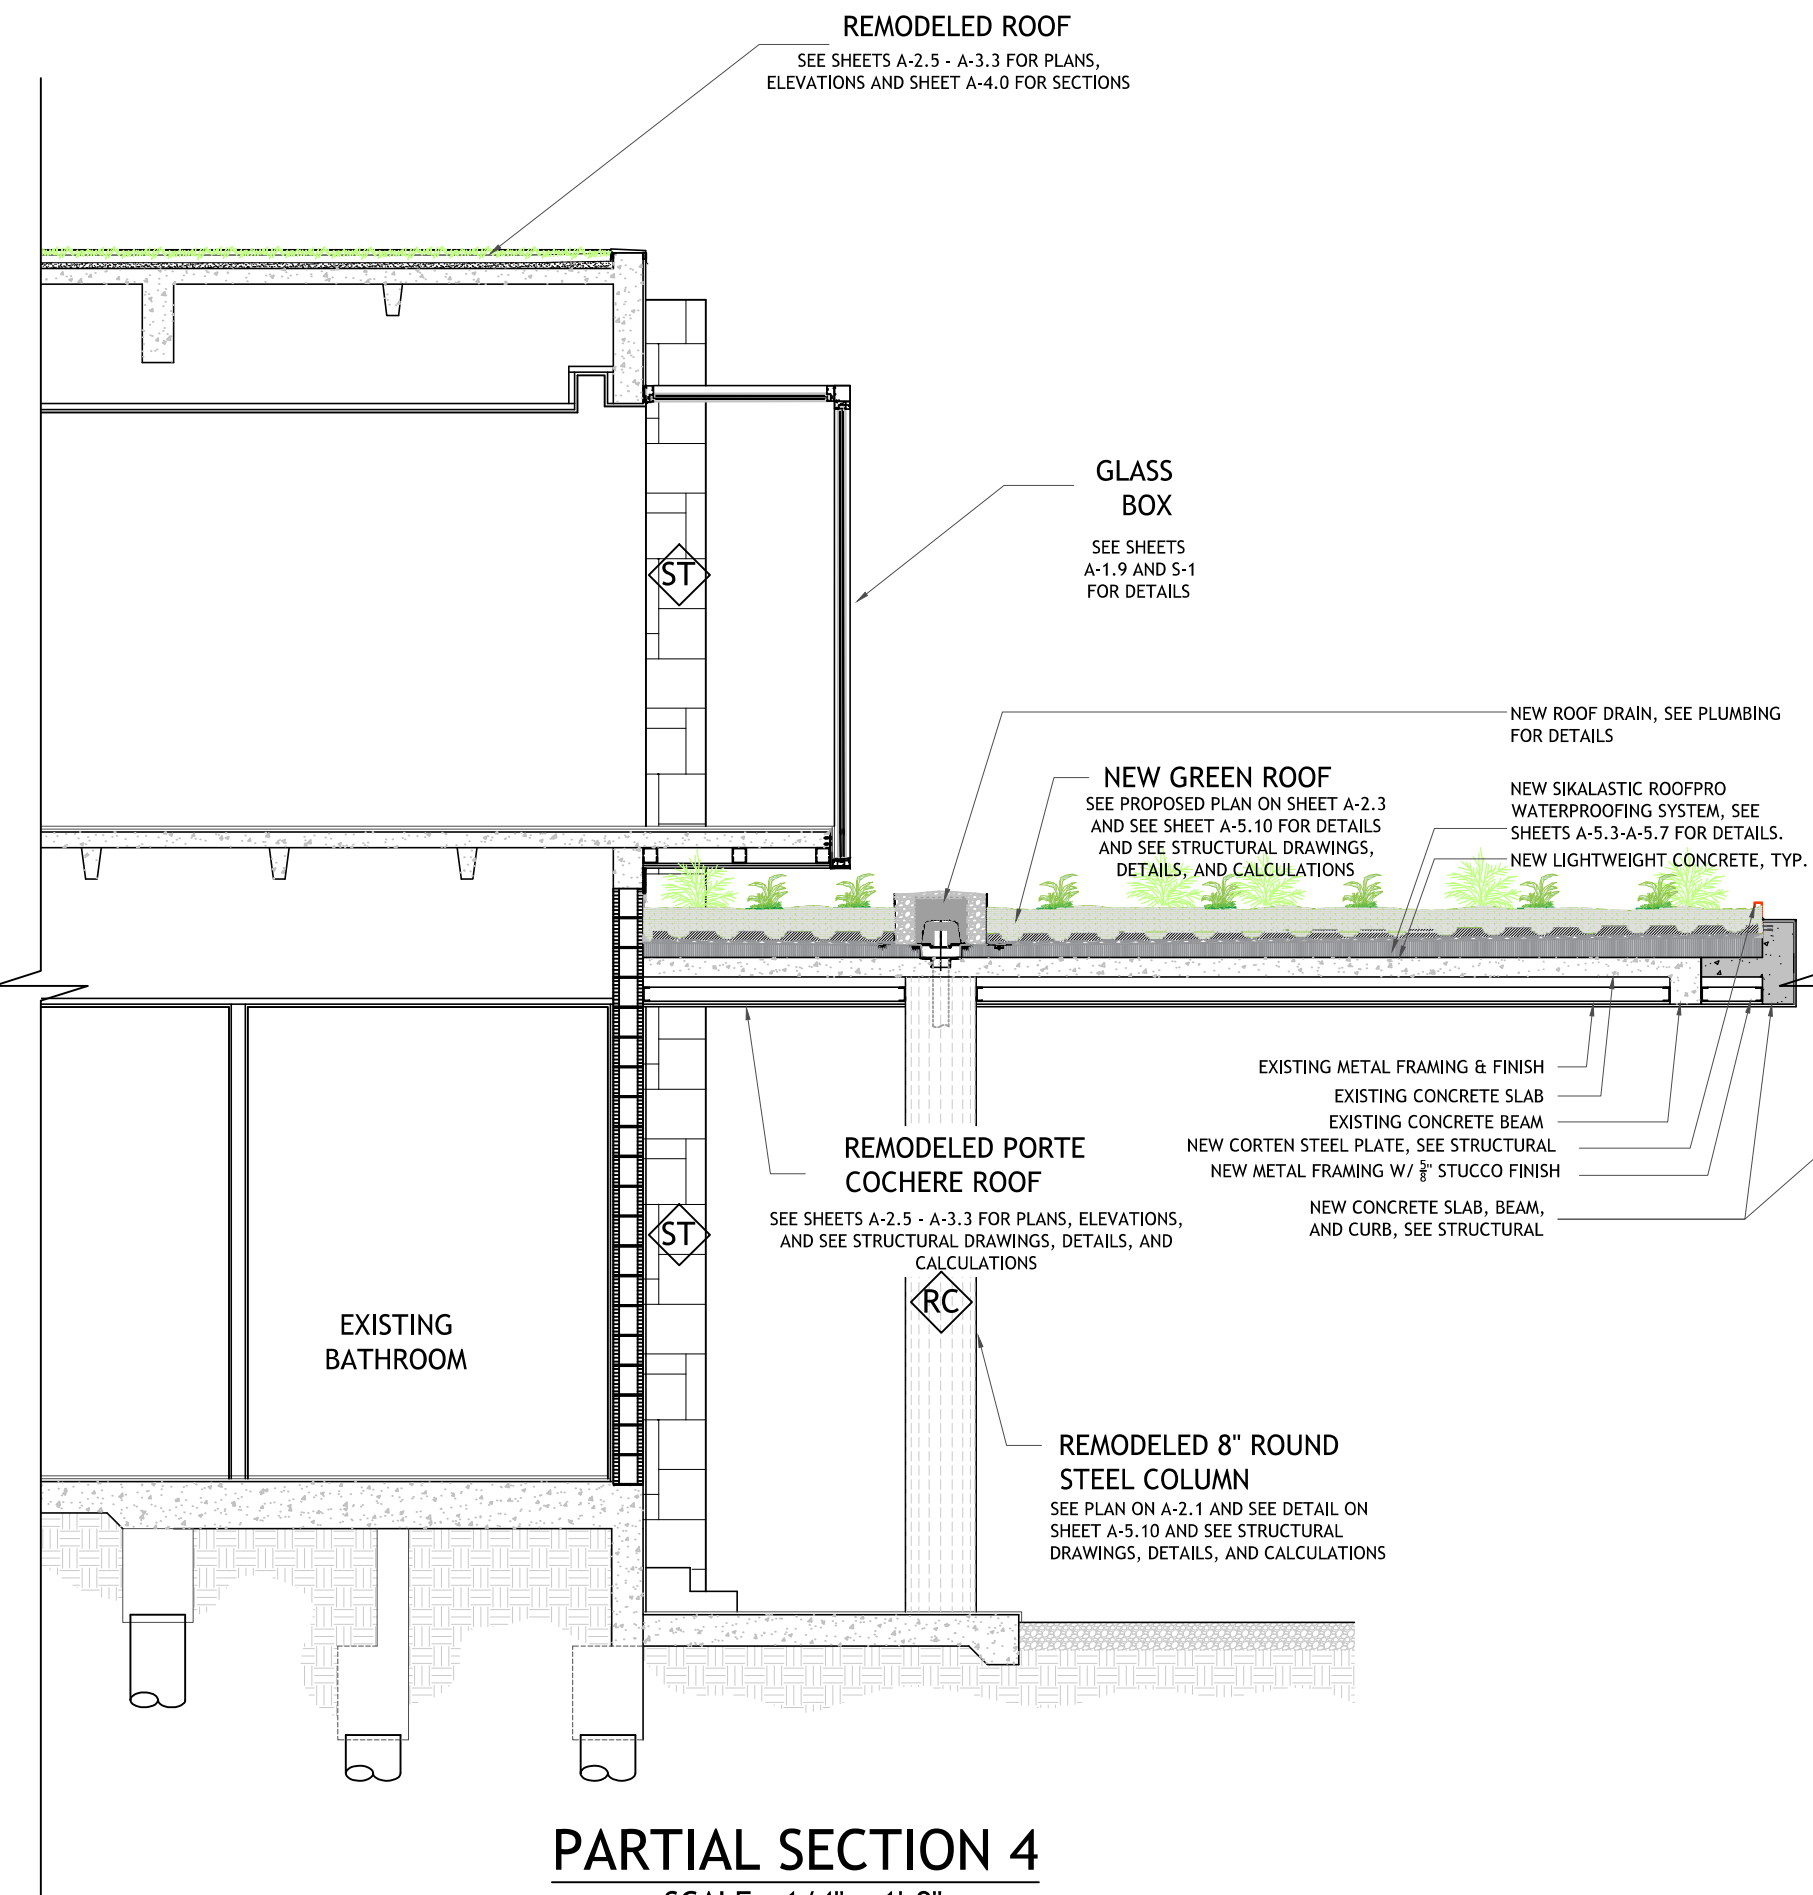 REMODELED ROOF
SEE SHEETS A-2.5 - A-3.3 FOR PLANS,
ELEVATIONS AND SHEET A-4.0 FOR SECTIONS
GLASS
BOX
SEE SHEETS
A-1.9 AND S-1
FOR DETAILS
ST
NEW ROOF DRAIN, SEE PLUMBING
FOR DETAILS
NEW GREEN ROOF
SEE PROPOSED PLAN ON SHEET A-2.3
AND SEE SHEET A-5.10 FOR DETAILS
AND SEE STRUCTURAL DRAWINGS,
DETAILS, AND CALCULATIONS
NEW SIKALASTIC ROOFPRO
WATERPROOFING SYSTEM, SEE
SHEETS A-5.3-A-5.7 FOR DETAILS.
NEW LIGHTWEIGHT CONCRETE, TYP.
EXISTING METAL FRAMING & FINISH
EXISTING CONCRETE SLAB
EXISTING CONCRETE BEAM
NEW CORTEN STEEL PLATE, SEE STRUCTURAL
NEW METAL FRAMING W/ 5/8" STUCCO FINISH
NEW CONCRETE SLAB, BEAM,
AND CURB, SEE STRUCTURAL
REMODELED PORTE
COCHERE ROOF
SEE SHEETS A-2.5 - A-3.3 FOR PLANS, ELEVATIONS,
AND SEE STRUCTURAL DRAWINGS, DETAILS, AND
CALCULATIONS
ST
RC
EXISTING
BATHROOM
REMODELED 8" ROUND
STEEL COLUMN
SEE PLAN ON A-2.1 AND SEE DETAIL ON
SHEET A-5.10 AND SEE STRUCTURAL
DRAWINGS, DETAILS, AND CALCULATIONS
PARTIAL SECTION 4